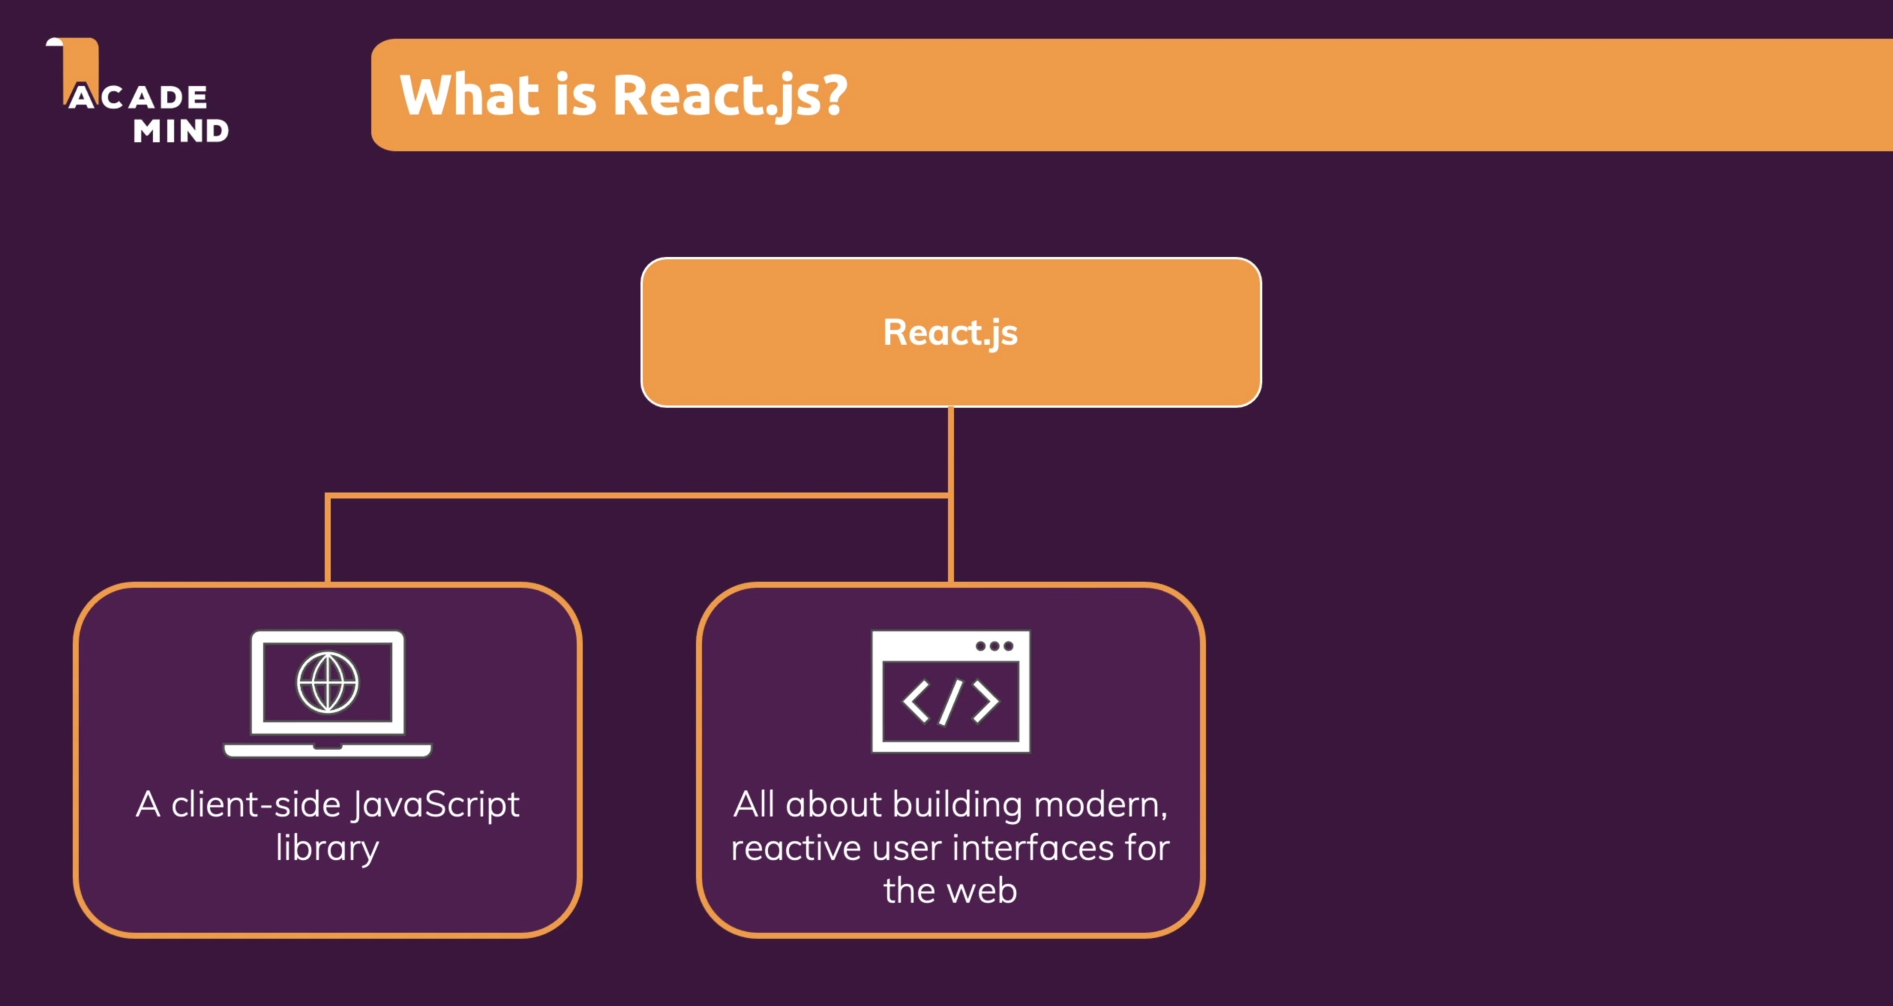 ACADE
MIND
What is React.js?
React.js
A client-side JavaScript
library
All about building modern,
reactive user interfaces for
the web